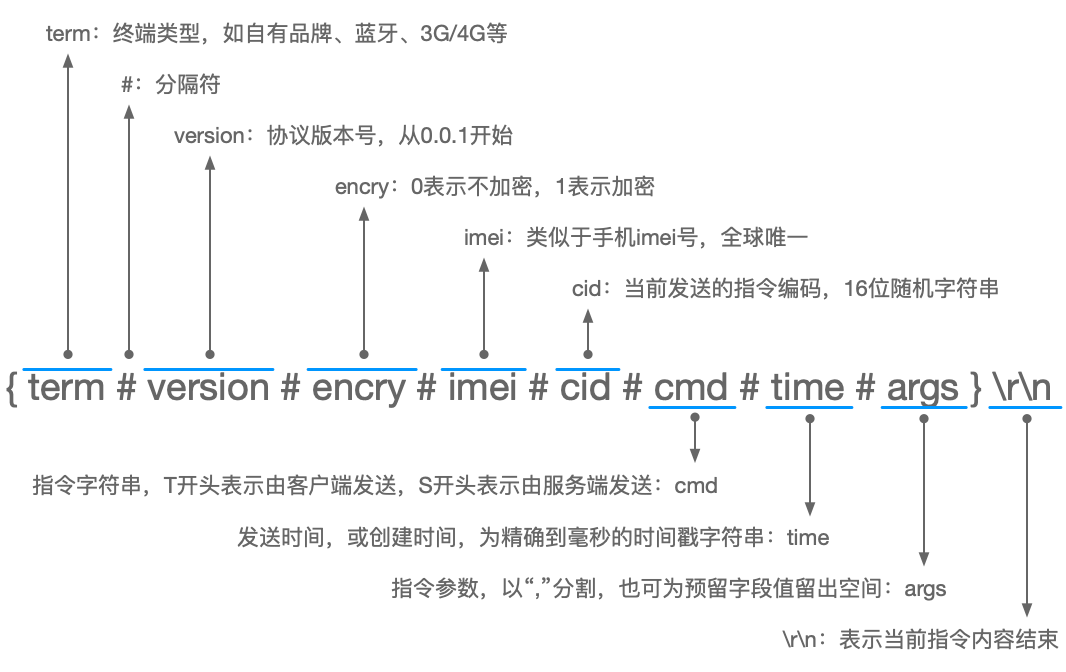 term：终端类型，如自有品牌、蓝牙、3G/4G等
#：分隔符
version：协议版本号，从0.0.1开始
encry：0表示不加密，1表示加密
imei：类似于手机imei号，全球唯一
cid：当前发送的指令编码，16位随机字符串
{ term # version # encry # imei # cid # cmd # time # args } \r\n
指令字符串，T开头表示由客户端发送，S开头表示由服务端发送：cmd
发送时间，或创建时间，为精确到毫秒的时间戳字符串：time
指令参数，以“,”分割，也可为预留字段值留出空间：args
\r\n：表示当前指令内容结束